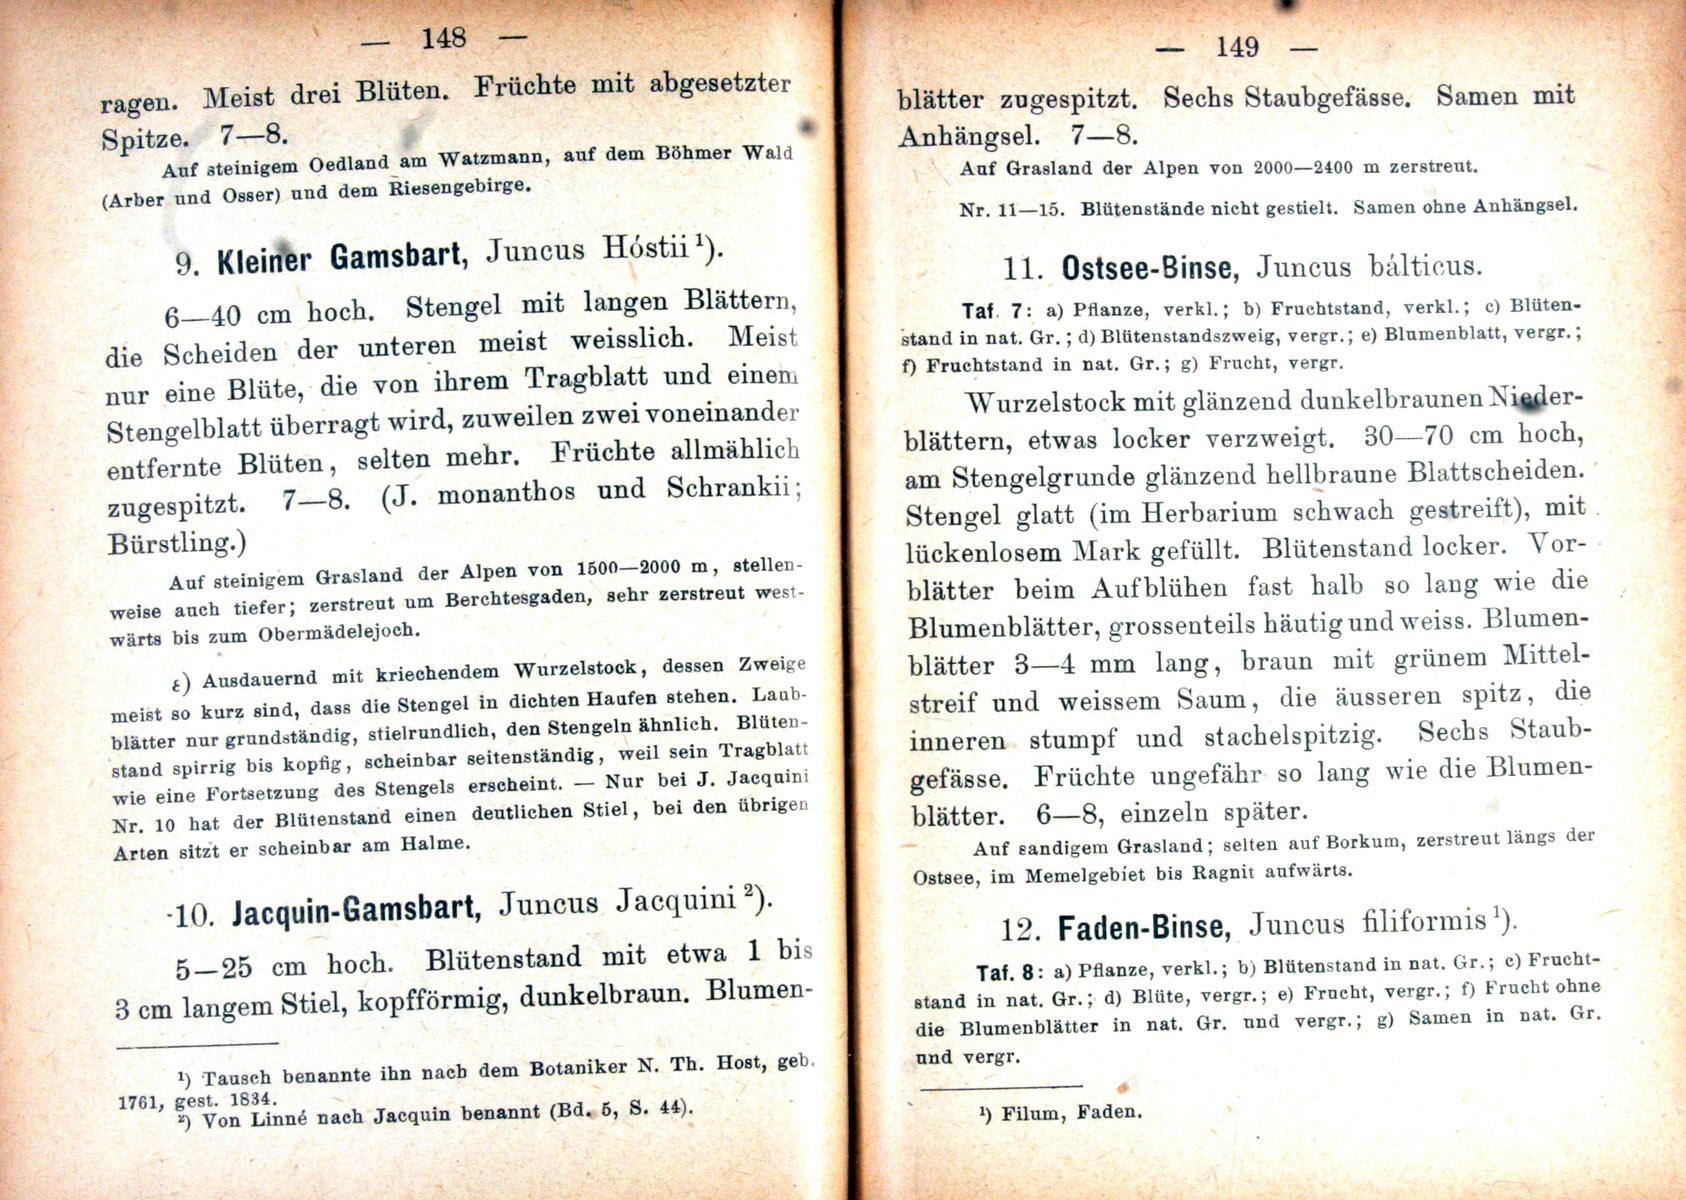 — 148 —
ragen. Meist drei Blüten. Früchte mit abgesetzter
Spitze. 7—8.
Auf steinigem Oedland am Watzmann, auf dem Böhmer Wald
(Arber und Osser) und dem Riesengebirge.
9. Kleiner Gamsbart, Juncus Hóstii ¹).
6—40 cm hoch. Stengel mit langen Blättern,
die Scheiden der unteren meist weisslich. Meist
nur eine Blüte, die von ihrem Tragblatt und einem
Stengelblatt überragt wird, zuweilen zwei voneinander
entfernte Blüten, selten mehr. Früchte allmählich
zugespitzt. 7—8. (J. monanthos und Schrankii;
Bürstling.)
Auf steinigem Grasland der Alpen von 1500—2000 m, stellen-
weise auch tiefer; zerstreut um Berchtesgaden, sehr zerstreut west-
wärts bis zum Obermädelejoch.
ε) Ausdauernd mit kriechendem Wurzelstock, dessen Zweige
meist so kurz sind, dass die Stengel in dichten Haufen stehen. Laub-
blätter nur grundständig, stielrundlich, den Stengeln ähnlich. Blüten-
stand spirrig bis kopfig, scheinbar seitenständig, weil sein Tragblatt
wie eine Fortsetzung des Stengels erscheint. — Nur bei J. Jacquini
Nr. 10 hat der Blütenstand einen deutlichen Stiel, bei den übrigen
Arten sitzt er scheinbar am Halme.
10. Jacquin-Gamsbart, Juncus Jacquini ²).
5—25 cm hoch. Blütenstand mit etwa 1 bis
3 cm langem Stiel, kopfförmig, dunkelbraun. Blumen-
¹) Tausch benannte ihn nach dem Botaniker N. Th. Host, geb.
1761, gest. 1834.
²) Von Linné nach Jacquin benannt (Bd. 5, S. 44).
— 149 —
blätter zugespitzt. Sechs Staubgefässe. Samen mit
Anhängsel. 7—8.
Auf Grasland der Alpen von 2000—2400 m zerstreut.
Nr. 11—15. Blütenstände nicht gestielt. Samen ohne Anhängsel.
11. Ostsee-Binse, Juncus bálticus.
Taf. 7: a) Pflanze, verkl.; b) Fruchtstand, verkl.; c) Blüten-
stand in nat. Gr.; d) Blütenstandszweig, vergr.; e) Blumenblatt, vergr.;
f) Fruchtstand in nat. Gr.; g) Frucht, vergr.
Wurzelstock mit glänzend dunkelbraunen Nieder-
blättern, etwas locker verzweigt. 30—70 cm hoch,
am Stengelgrunde glänzend hellbraune Blattscheiden.
Stengel glatt (im Herbarium schwach gestreift), mit
lückenlosem Mark gefüllt. Blütenstand locker. Vor-
blätter beim Aufblühen fast halb so lang wie die
Blumenblätter, grossenteils häutig und weiss. Blumen-
blätter 3—4 mm lang, braun mit grünem Mittel-
streif und weissem Saum, die äusseren spitz, die
inneren stumpf und stachelspitzig. Sechs Staub-
gefässe. Früchte ungefähr so lang wie die Blumen-
blätter. 6—8, einzeln später.
Auf sandigem Grasland; selten auf Borkum, zerstreut längs der
Ostsee, im Memelgebiet bis Ragnit aufwärts.
12. Faden-Binse, Juncus filiformis ¹).
Taf. 8: a) Pflanze, verkl.; b) Blütenstand in nat. Gr.; c) Frucht-
stand in nat. Gr.; d) Blüte, vergr.; e) Frucht, vergr.; f) Frucht ohne
die Blumenblätter in nat. Gr. und vergr.; g) Samen in nat. Gr.
und vergr.
¹) Filum, Faden.